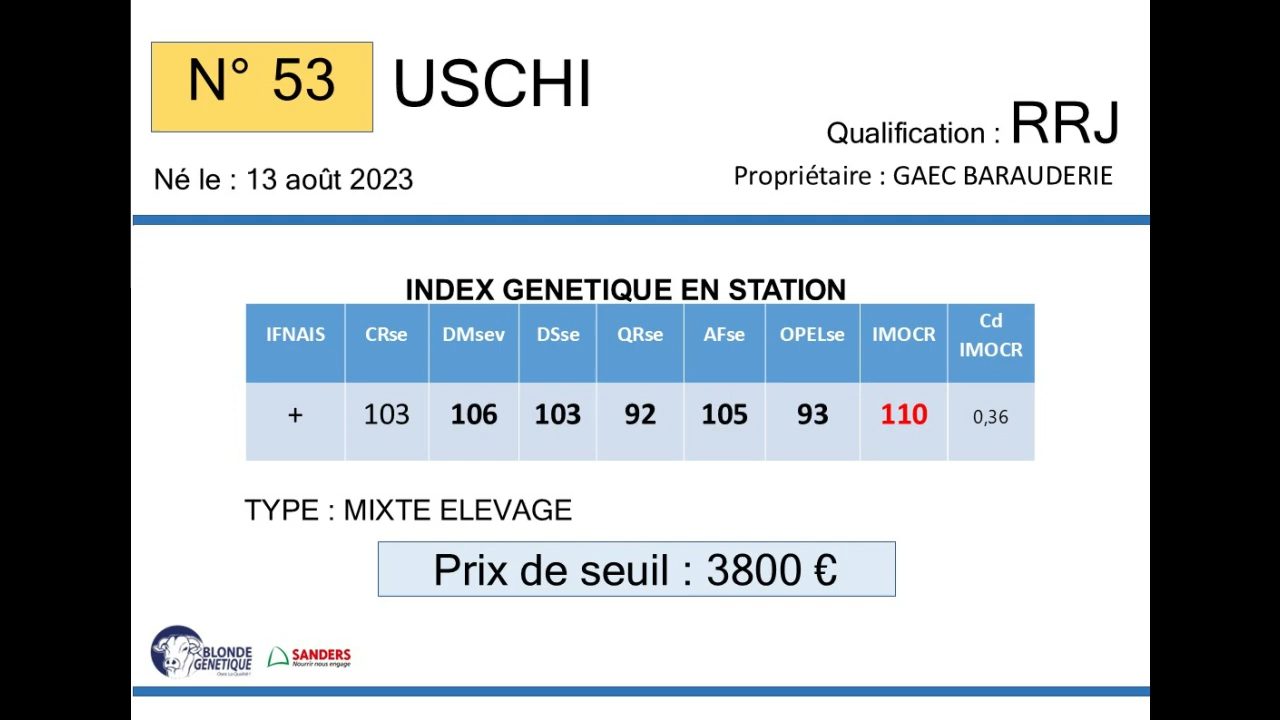 N° 53
USCHI
Qualification : RRJ
Né le : 13 août 2023
Propriétaire : GAEC BARAUDERIE
INDEX GENETIQUE EN STATION
IFNAIS CRse DMsev DSse QRse AFse OPELse IMOCR Cd IMOCR
+ 103 106 103 92 105 93 110 0,36
TYPE : MIXTE ELEVAGE
Prix de seuil : 3800 €
BLONDE
GENETIQUE
SANDERS
Nourrir nous engage